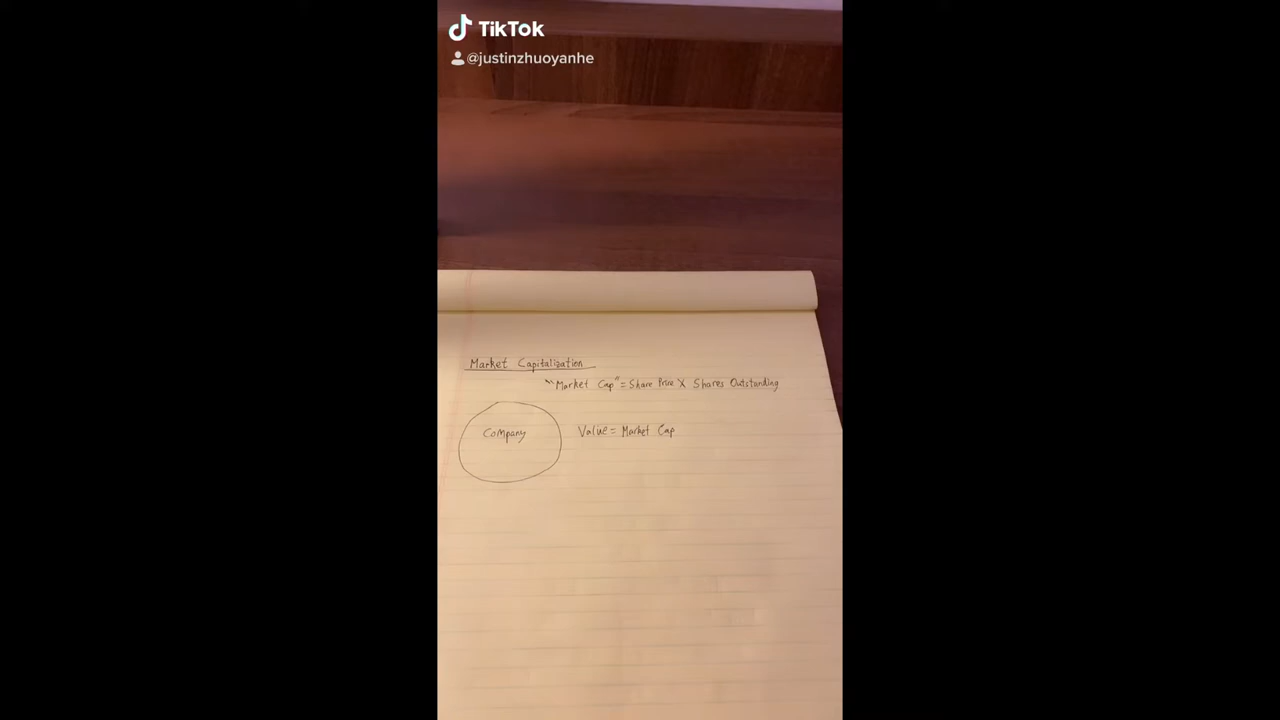 TikTok
@justinzhuoyanhe
Market Capitalization
"Market Cap" = Share Price X Shares Outstanding
Company
Value = Market Cap